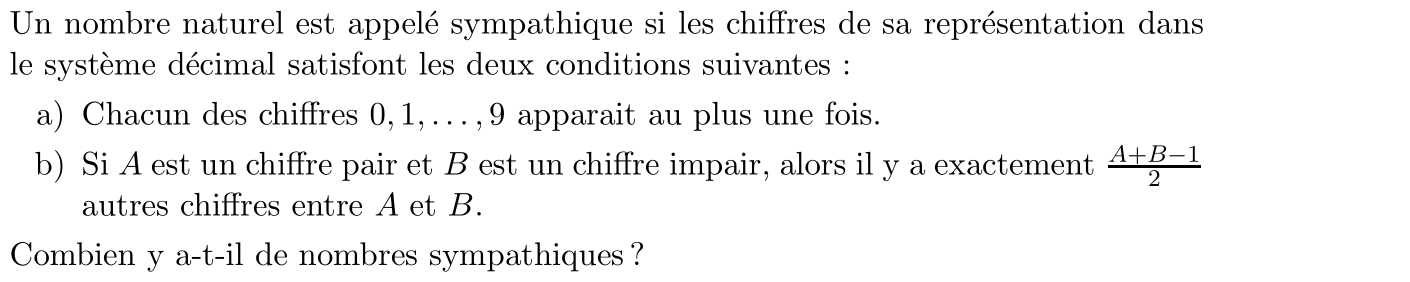 Un nombre naturel est appelé sympathique si les chiffres de sa représentation dans
le système décimal satisfont les deux conditions suivantes :
a) Chacun des chiffres 0, 1, . . . , 9 apparait au plus une fois.
b) Si A est un chiffre pair et B est un chiffre impair, alors il y a exactement \frac{A+B−1}{2}
autres chiffres entre A et B.
Combien y a-t-il de nombres sympathiques ?